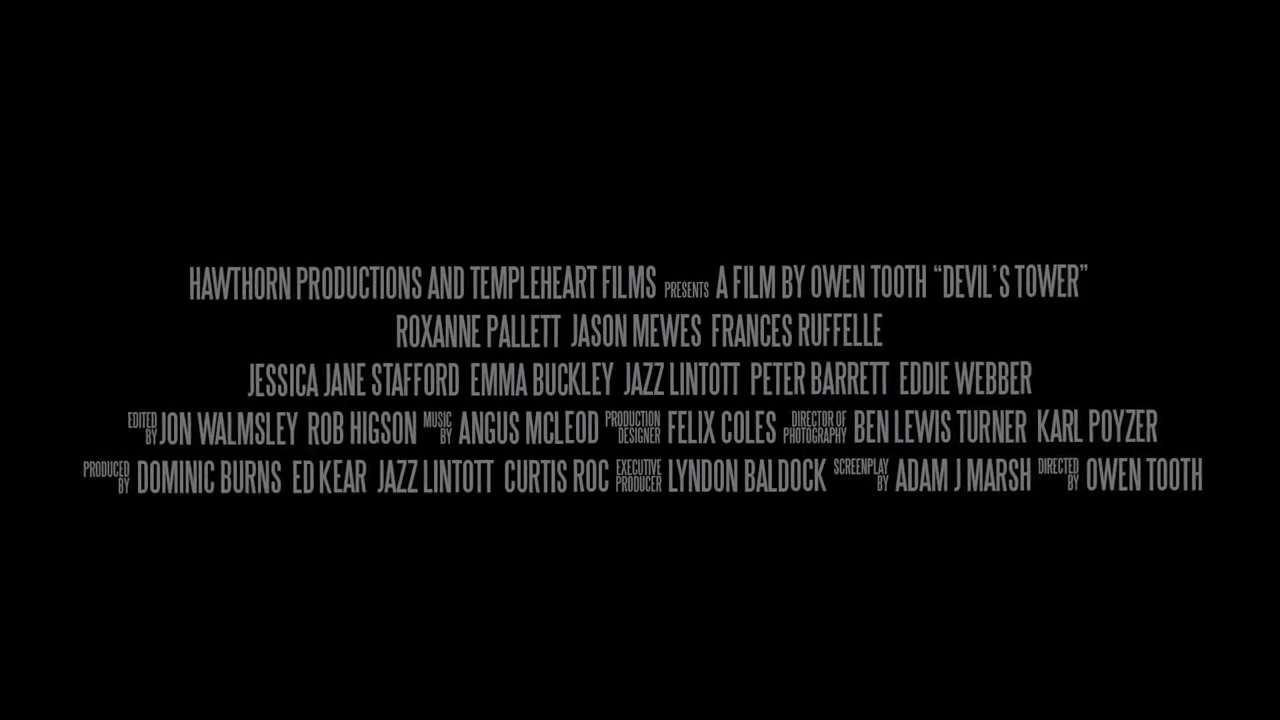 HAWTHORN PRODUCTIONS AND TEMPLEHEART FILMS PRESENTS A FILM BY OWEN TOOTH “DEVIL’S TOWER”
ROXANNE PALLETT JASON MEWES FRANCES RUFFELLE
JESSICA JANE STAFFORD EMMA BUCKLEY JAZZ LINTOTT PETER BARRETT EDDIE WEBBER
EDITED BY JON WALMSLEY ROB HIGSON MUSIC BY ANGUS MCLEOD PRODUCTION DESIGNER FELIX COLES DIRECTOR OF PHOTOGRAPHY BEN LEWIS TURNER KARL POYZER
PRODUCED BY DOMINIC BURNS ED KEAR JAZZ LINTOTT CURTIS ROC EXECUTIVE PRODUCER LYNDON BALDOCK SCREENPLAY BY ADAM J MARSH DIRECTED BY OWEN TOOTH